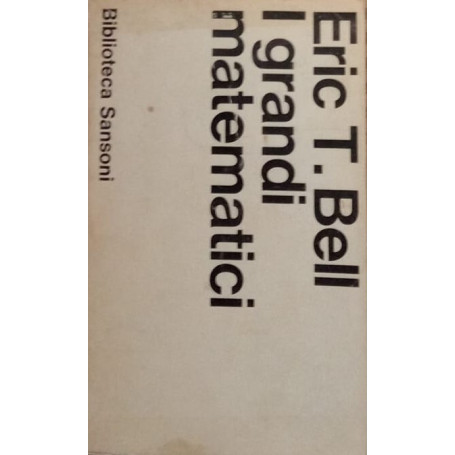 Eric T. Bell
I grandi
matematici
Biblioteca Sansoni